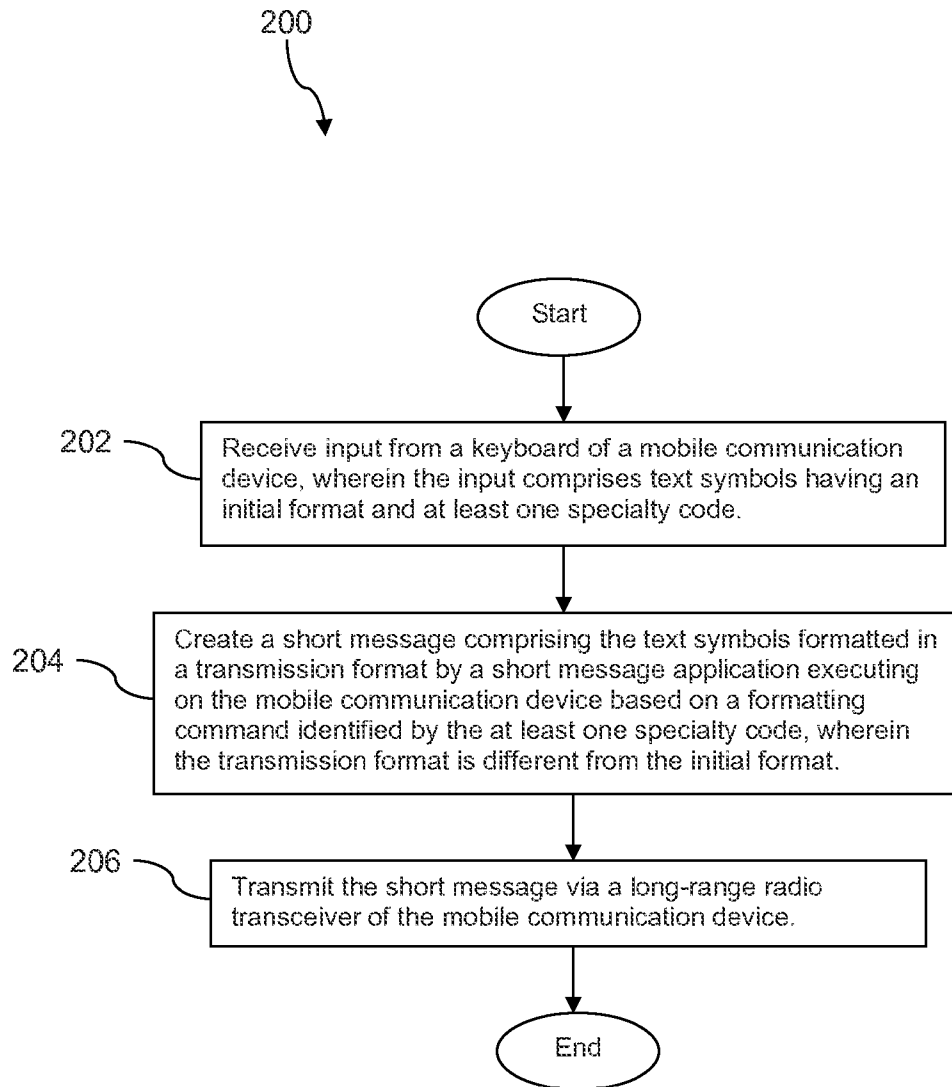 200
Start
202
Receive input from a keyboard of a mobile communication
device, wherein the input comprises text symbols having an
initial format and at least one specialty code.
204
Create a short message comprising the text symbols formatted in
a transmission format by a short message application executing
on the mobile communication device based on a formatting
command identified by the at least one specialty code, wherein
the transmission format is different from the initial format.
206
Transmit the short message via a long-range radio
transceiver of the mobile communication device.
End